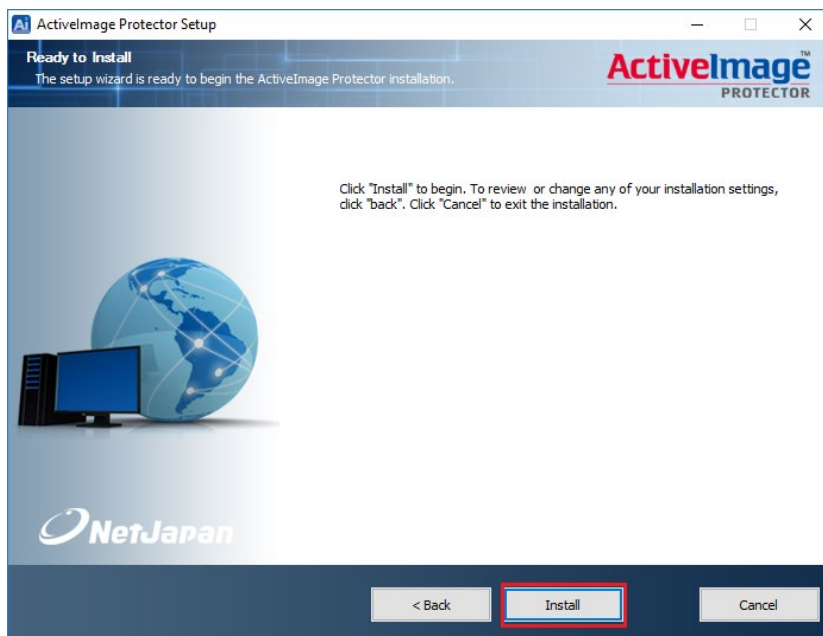 Ai ActiveImage Protector Setup
Ready to Install
The setup wizard is ready to begin the ActiveImage Protector installation.
ActiveImage™
PROTECTOR
Click "Install" to begin. To review or change any of your installation settings,
click "back". Click "Cancel" to exit the installation.
NetJapan
< Back Install Cancel